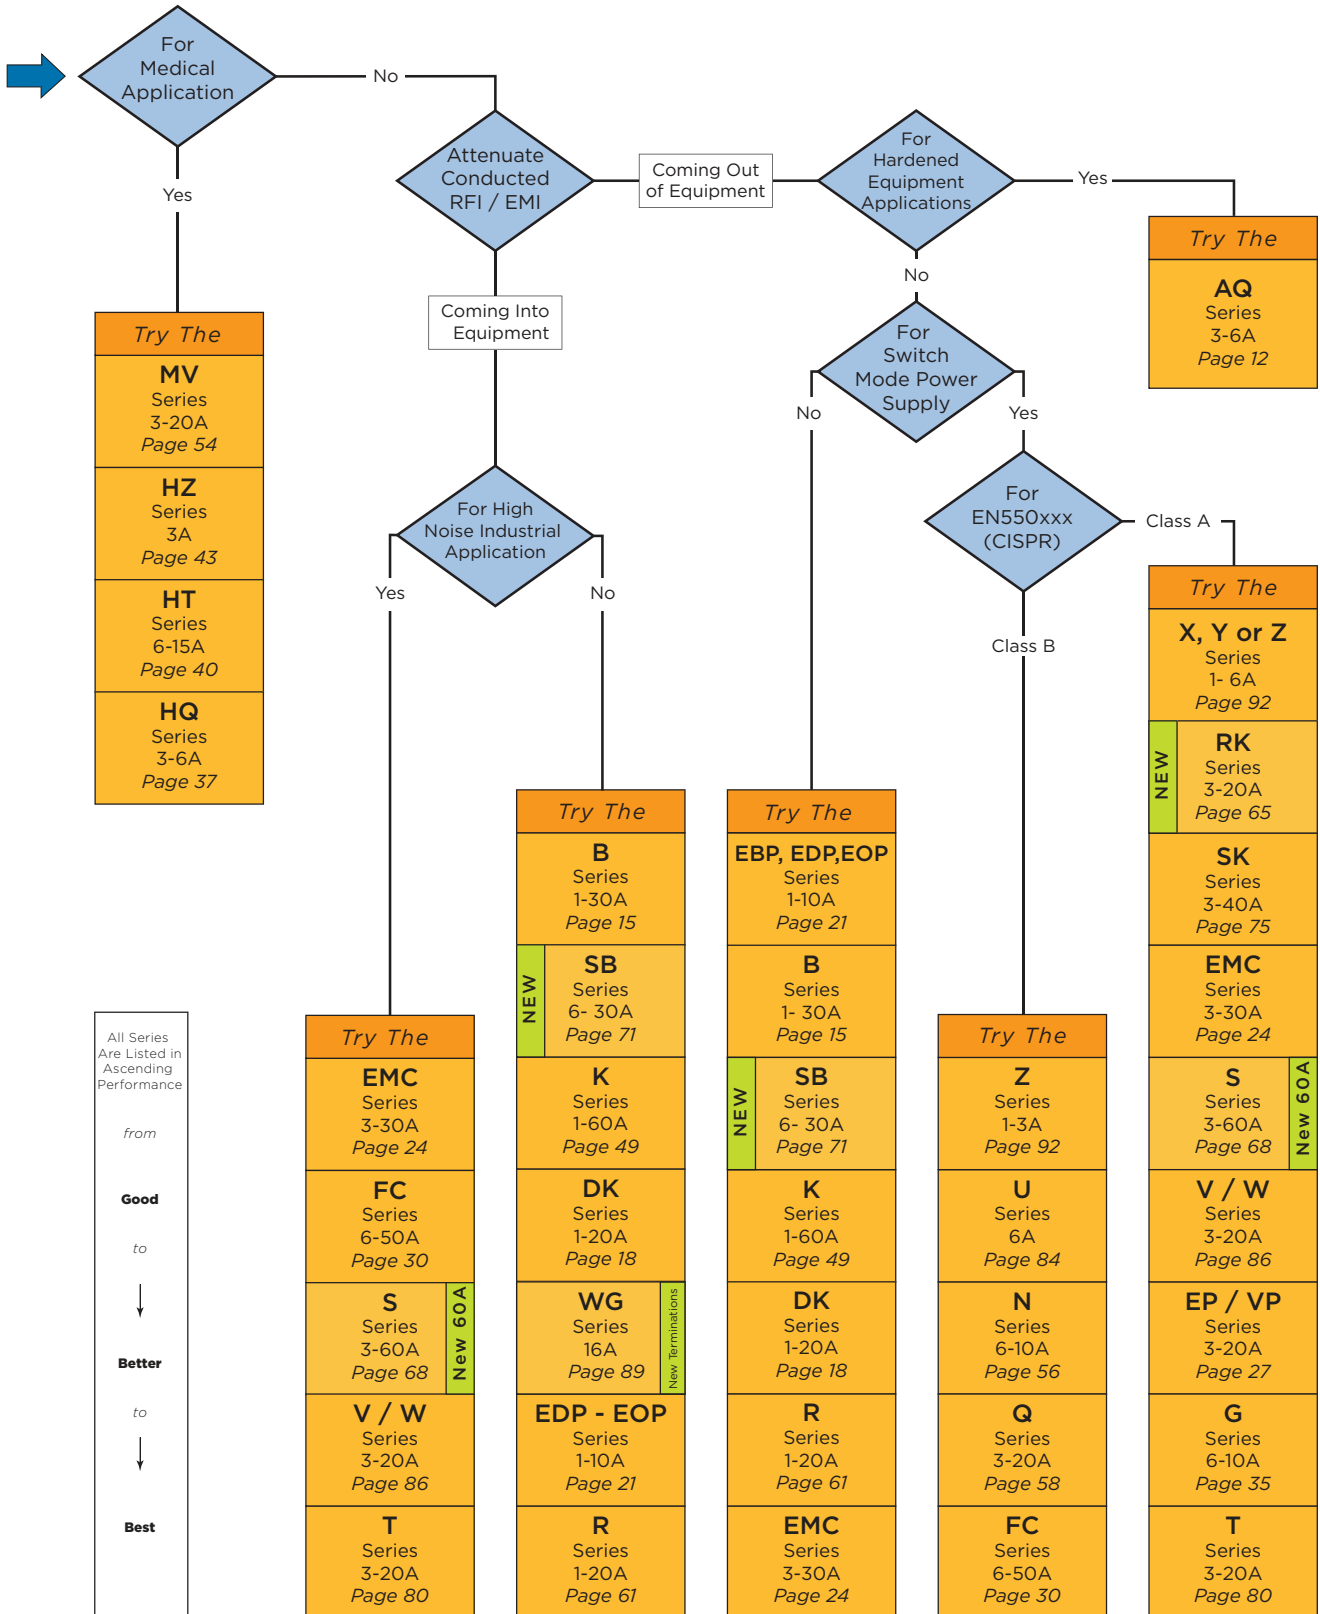 For
Medical
Application
No
Yes
Attenuate
Conducted
RFI / EMI
Coming Out
of Equipment
For
Hardened
Equipment
Applications
Yes
Try The
AQ
Series
3-6A
Page 12
No
Coming Into
Equipment
For
Switch
Mode Power
Supply
No
Yes
Try The
MV
Series
3-20A
Page 54
HZ
Series
3A
Page 43
HT
Series
6-15A
Page 40
HQ
Series
3-6A
Page 37
For High
Noise Industrial
Application
Yes
No
For
EN550xxx
(CISPR)
Class A
Class B
Try The
X, Y or Z
Series
1- 6A
Page 92
NEW
RK
Series
3-20A
Page 65
SK
Series
3-40A
Page 75
EMC
Series
3-30A
Page 24
S
Series
3-60A
Page 68
New 60A
V / W
Series
3-20A
Page 86
EP / VP
Series
3-20A
Page 27
G
Series
6-10A
Page 35
T
Series
3-20A
Page 80
Try The
B
Series
1-30A
Page 15
NEW
SB
Series
6- 30A
Page 71
K
Series
1-60A
Page 49
DK
Series
1-20A
Page 18
WG
Series
16A
Page 89
New Terminations
EDP - EOP
Series
1-10A
Page 21
R
Series
1-20A
Page 61
Try The
EBP, EDP,EOP
Series
1-10A
Page 21
B
Series
1- 30A
Page 15
NEW
SB
Series
6- 30A
Page 71
K
Series
1-60A
Page 49
DK
Series
1-20A
Page 18
R
Series
1-20A
Page 61
EMC
Series
3-30A
Page 24
All Series
Are Listed in
Ascending
Performance
from
Good
to
Better
to
Best
Try The
EMC
Series
3-30A
Page 24
FC
Series
6-50A
Page 30
S
Series
3-60A
Page 68
New 60A
V / W
Series
3-20A
Page 86
T
Series
3-20A
Page 80
Try The
Z
Series
1-3A
Page 92
U
Series
6A
Page 84
N
Series
6-10A
Page 56
Q
Series
3-20A
Page 58
FC
Series
6-50A
Page 30